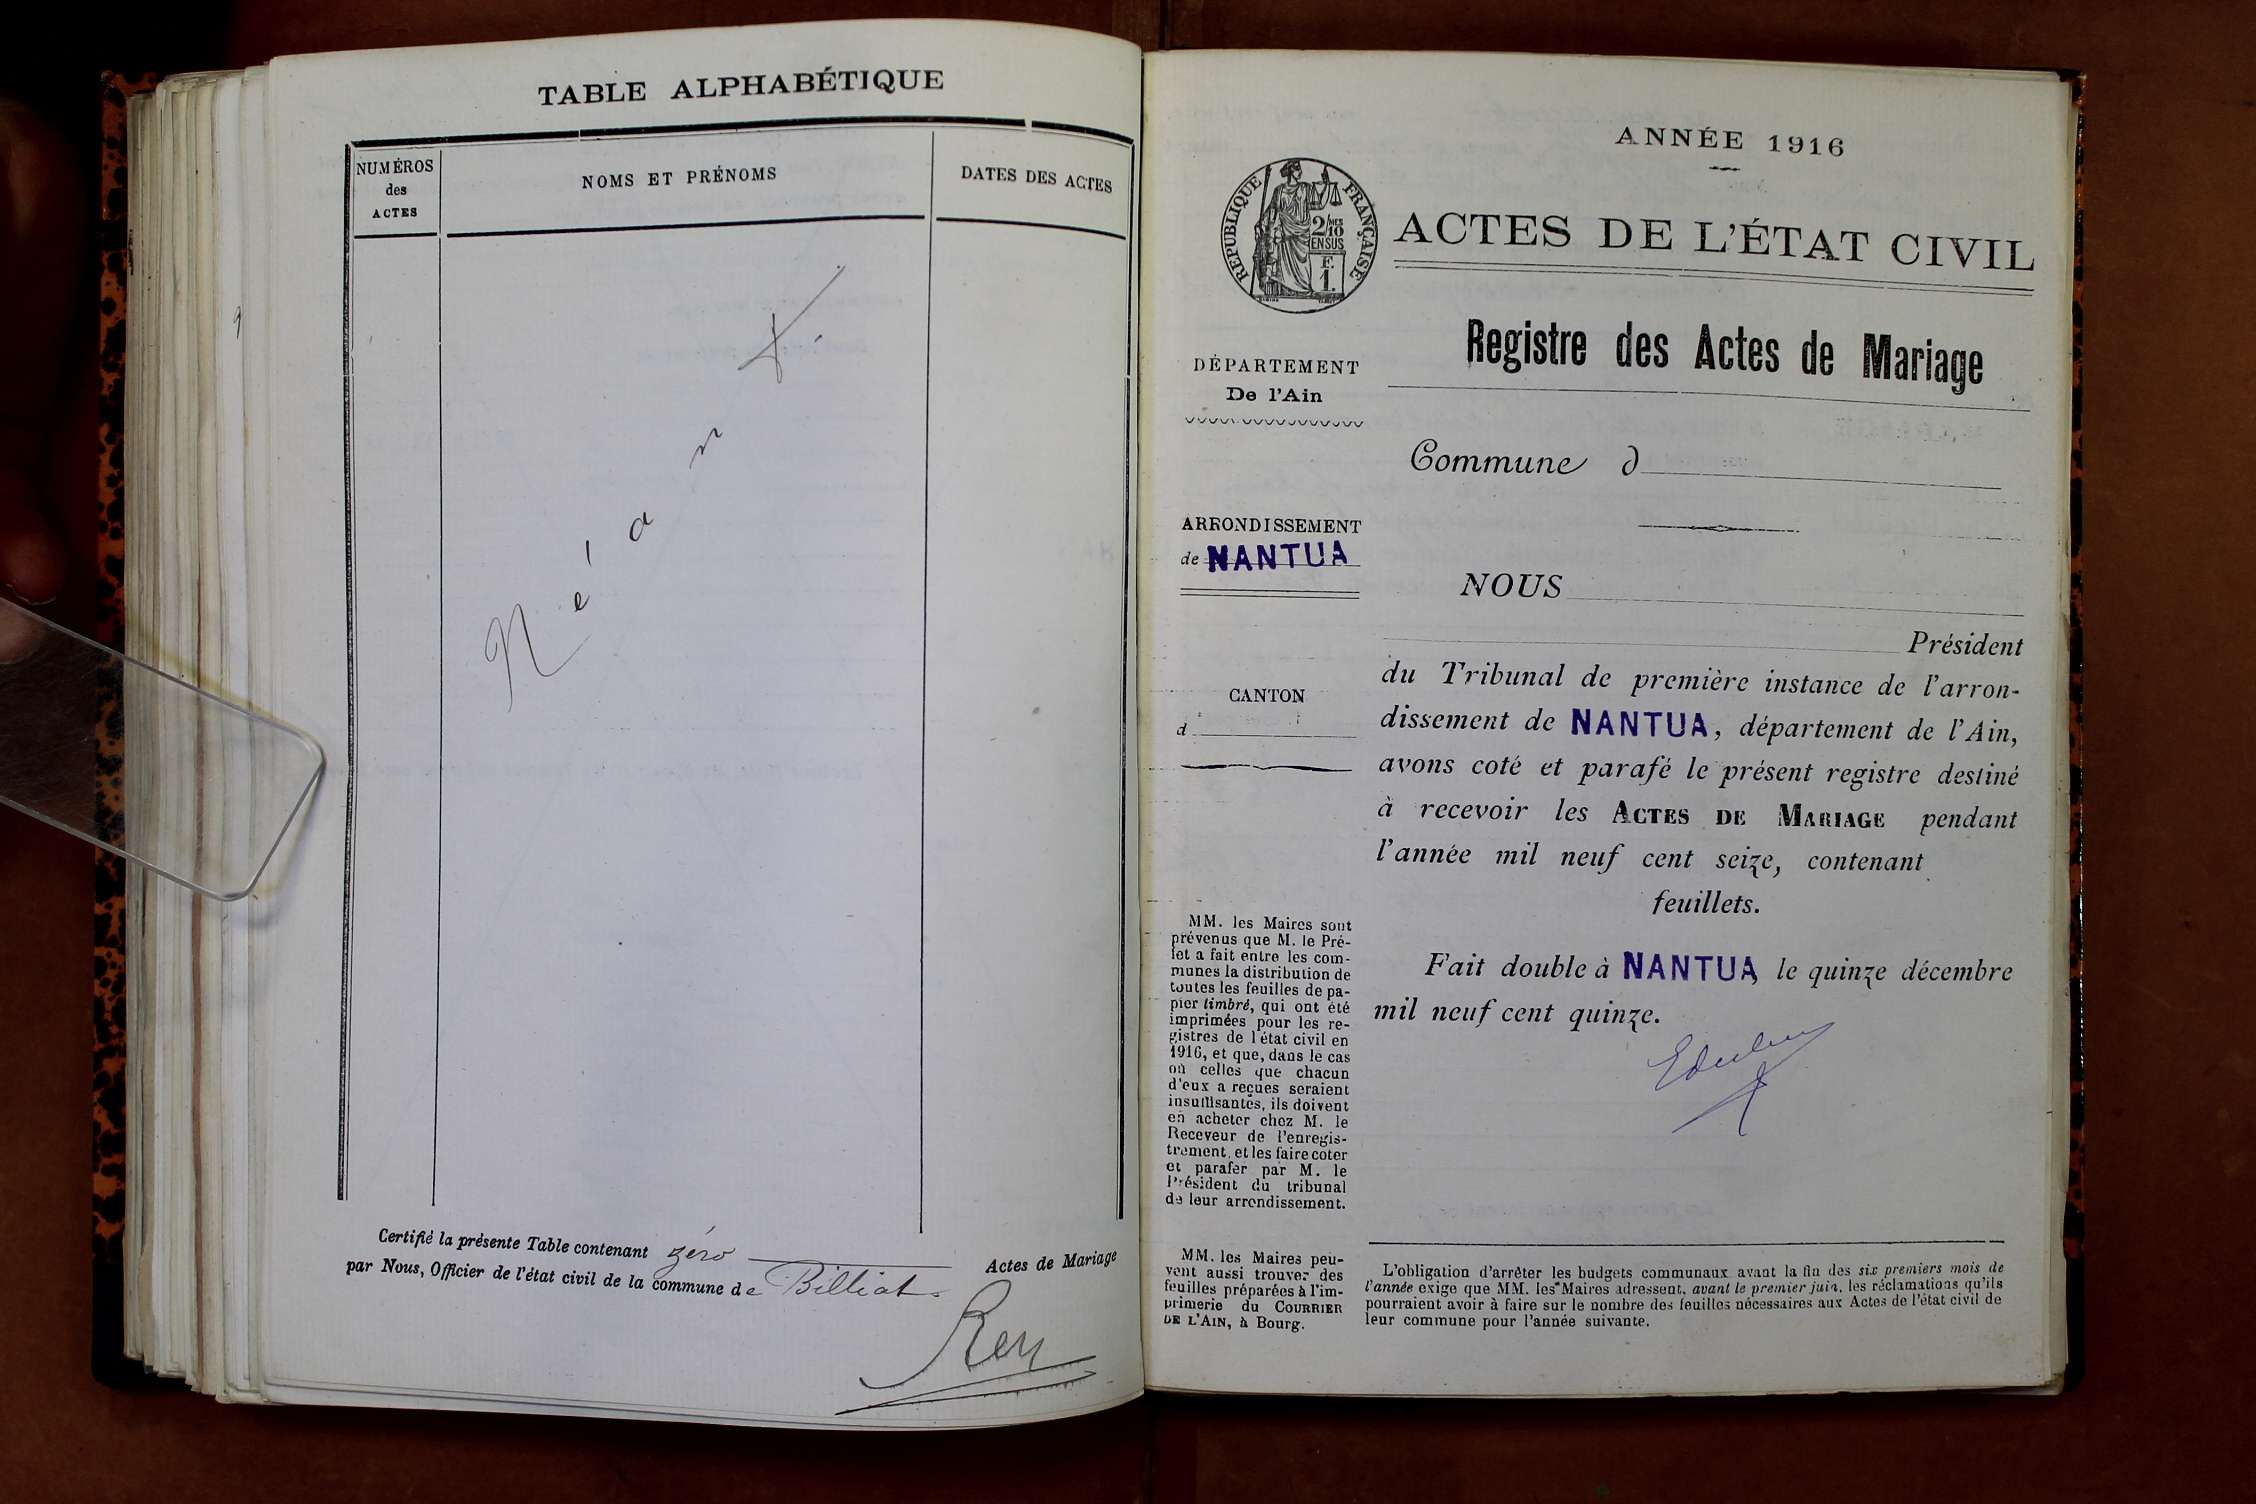 TABLE ALPHABÉTIQUE
NUMÉROS
des
ACTES
NOMS ET PRÉNOMS
DATES DES ACTES
Néant
Certifié la présente Table contenant zéro Actes de Mariage
par Nous, Officier de l'état civil de la commune de Billiat.
Rey
ANNÉE 1916
RÉPUBLIQUE FRANÇAISE
2/10
EN SUS
F.
1.
ACTES DE L'ÉTAT CIVIL
Registre des Actes de Mariage
DÉPARTEMENT
De l'Ain
Commune d
ARRONDISSEMENT
de NANTUA
NOUS
Président
CANTON
d
du Tribunal de première instance de l'arron-
dissement de NANTUA, département de l'Ain,
avons coté et parafé le présent registre destiné
à recevoir les ACTES DE MARIAGE pendant
l'année mil neuf cent seize, contenant
feuillets.
Fait double à NANTUA, le quinze décembre
mil neuf cent quinze.
MM. les Maires sont
prévenus que M. le Pré-
fet a fait entre les com-
munes la distribution de
toutes les feuilles de pa-
pier timbré, qui ont été
imprimées pour les re-
gistres de l'état civil en
1916, et que, dans le cas
où celles que chacun
d'eux a reçues seraient
insuffisantes, ils doivent
en acheter chez M. le
Receveur de l'enregis-
trement, et les faire coter
et parafer par M. le
Président du tribunal
de leur arrondissement.
MM. les Maires peu-
vent aussi trouver des
feuilles préparées à l'im-
primerie du COURRIER
DE L'AIN, à Bourg.
L'obligation d'arrêter les budgets communaux avant la fin des six premiers mois de
l'année exige que MM. les Maires adressent, avant le premier juin, les réclamations qu'ils
pourraient avoir à faire sur le nombre des feuilles nécessaires aux Actes de l'état civil de
leur commune pour l'année suivante.